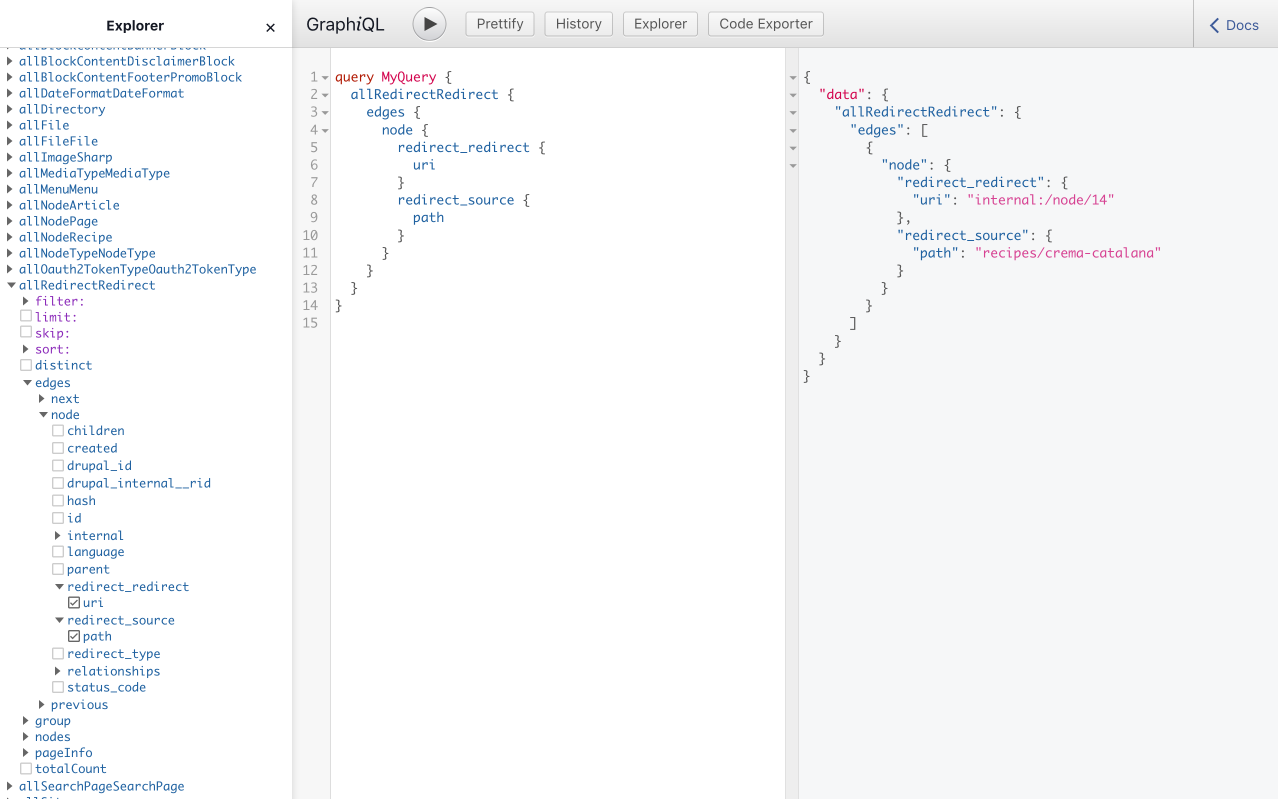 Explorer
×
allBlockContentBannerBlock
allBlockContentDisclaimerBlock
allBlockContentFooterPromoBlock
allDateFormatDateFormat
allDirectory
allFile
allFileFile
allImageSharp
allMediaTypeMediaType
allMenuMenu
allNodeArticle
allNodePage
allNodeRecipe
allNodeTypeNodeType
allOauth2TokenTypeOauth2TokenType
allRedirectRedirect
filter:
limit:
skip:
sort:
distinct
edges
next
node
children
created
drupal_id
drupal_internal__rid
hash
id
internal
language
parent
redirect_redirect
uri
redirect_source
path
redirect_type
relationships
status_code
previous
group
nodes
pageInfo
totalCount
allSearchPageSearchPage
GraphiQL
Prettify
History
Explorer
Code Exporter
Docs
1 query MyQuery {
2 allRedirectRedirect {
3 edges {
4 node {
5 redirect_redirect {
6 uri
7 }
8 redirect_source {
9 path
10 }
11 }
12 }
13 }
14 }
15
{
"data": {
"allRedirectRedirect": {
"edges": [
{
"node": {
"redirect_redirect": {
"uri": "internal:/node/14"
},
"redirect_source": {
"path": "recipes/crema-catalana"
}
}
}
]
}
}
}